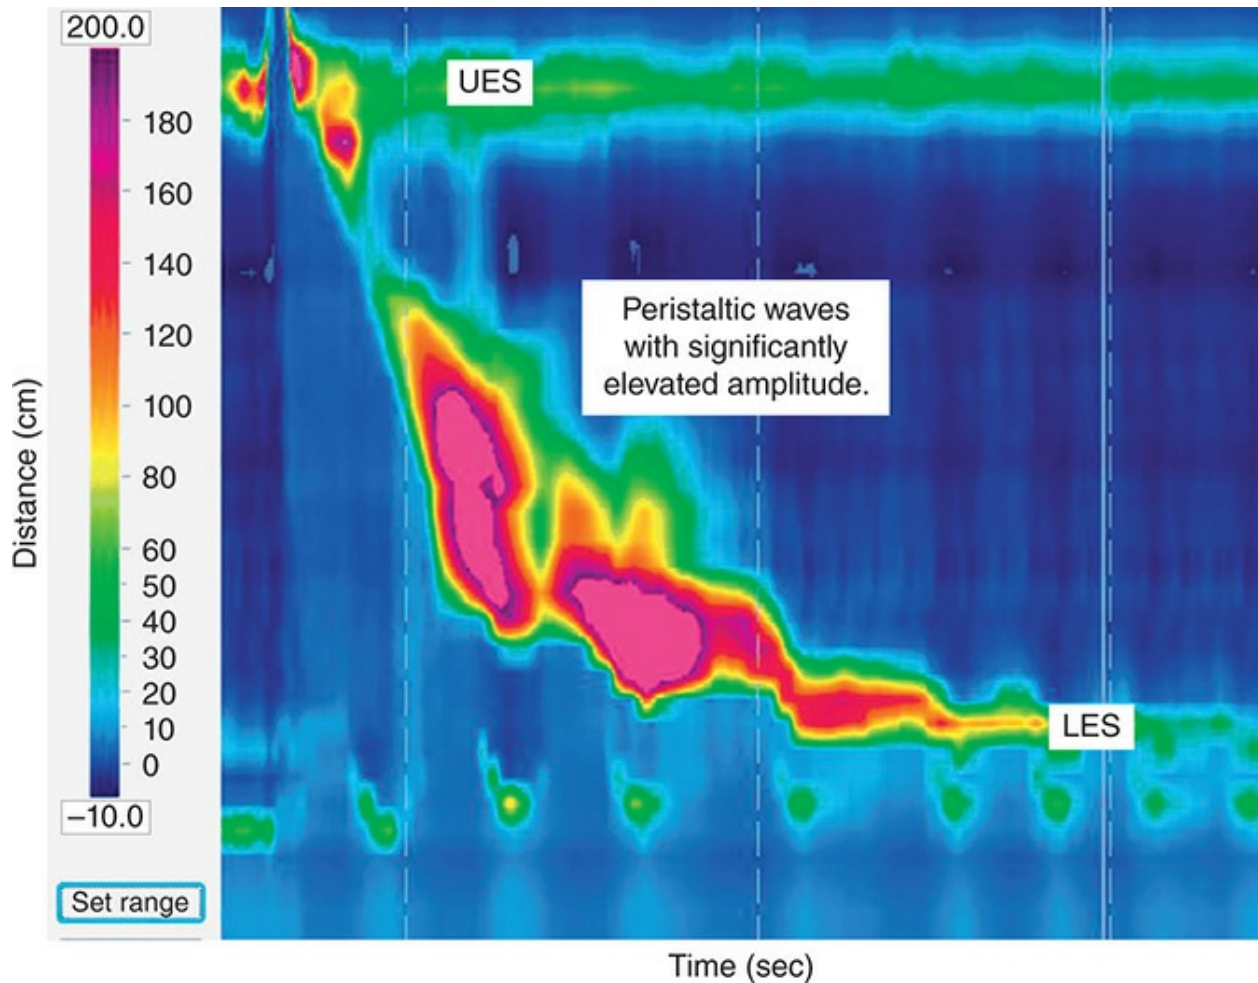 200.0
180
160
140
120
100
80
60
50
40
30
20
10
0
–10.0
Set range
Distance (cm)
UES
Peristaltic waves
with significantly
elevated amplitude.
LES
Time (sec)